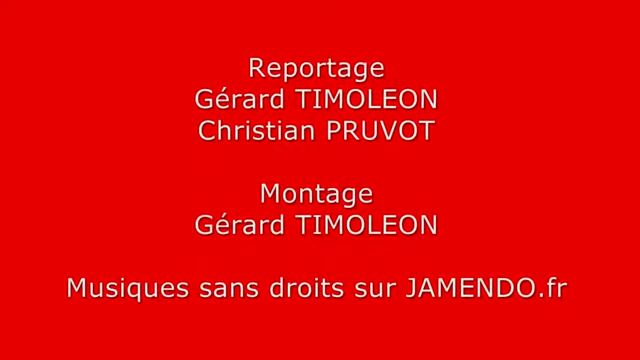 Reportage
Gérard TIMOLEON
Christian PRUVOT
Montage
Gérard TIMOLEON
Musiques sans droits sur JAMENDO.fr